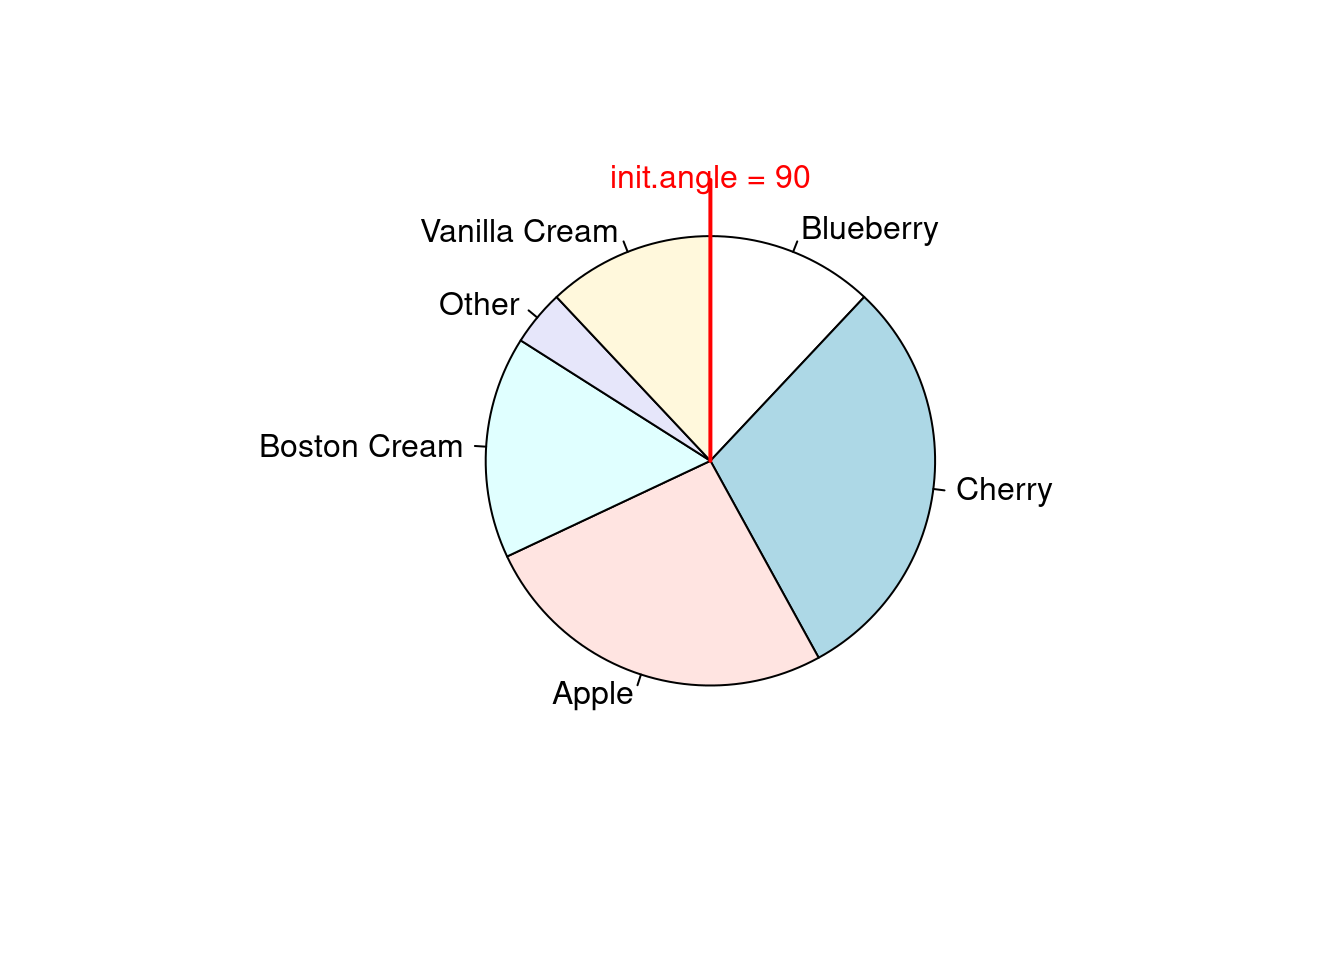 init.angle = 90
Vanilla Cream
Blueberry
Other
Boston Cream
Cherry
Apple